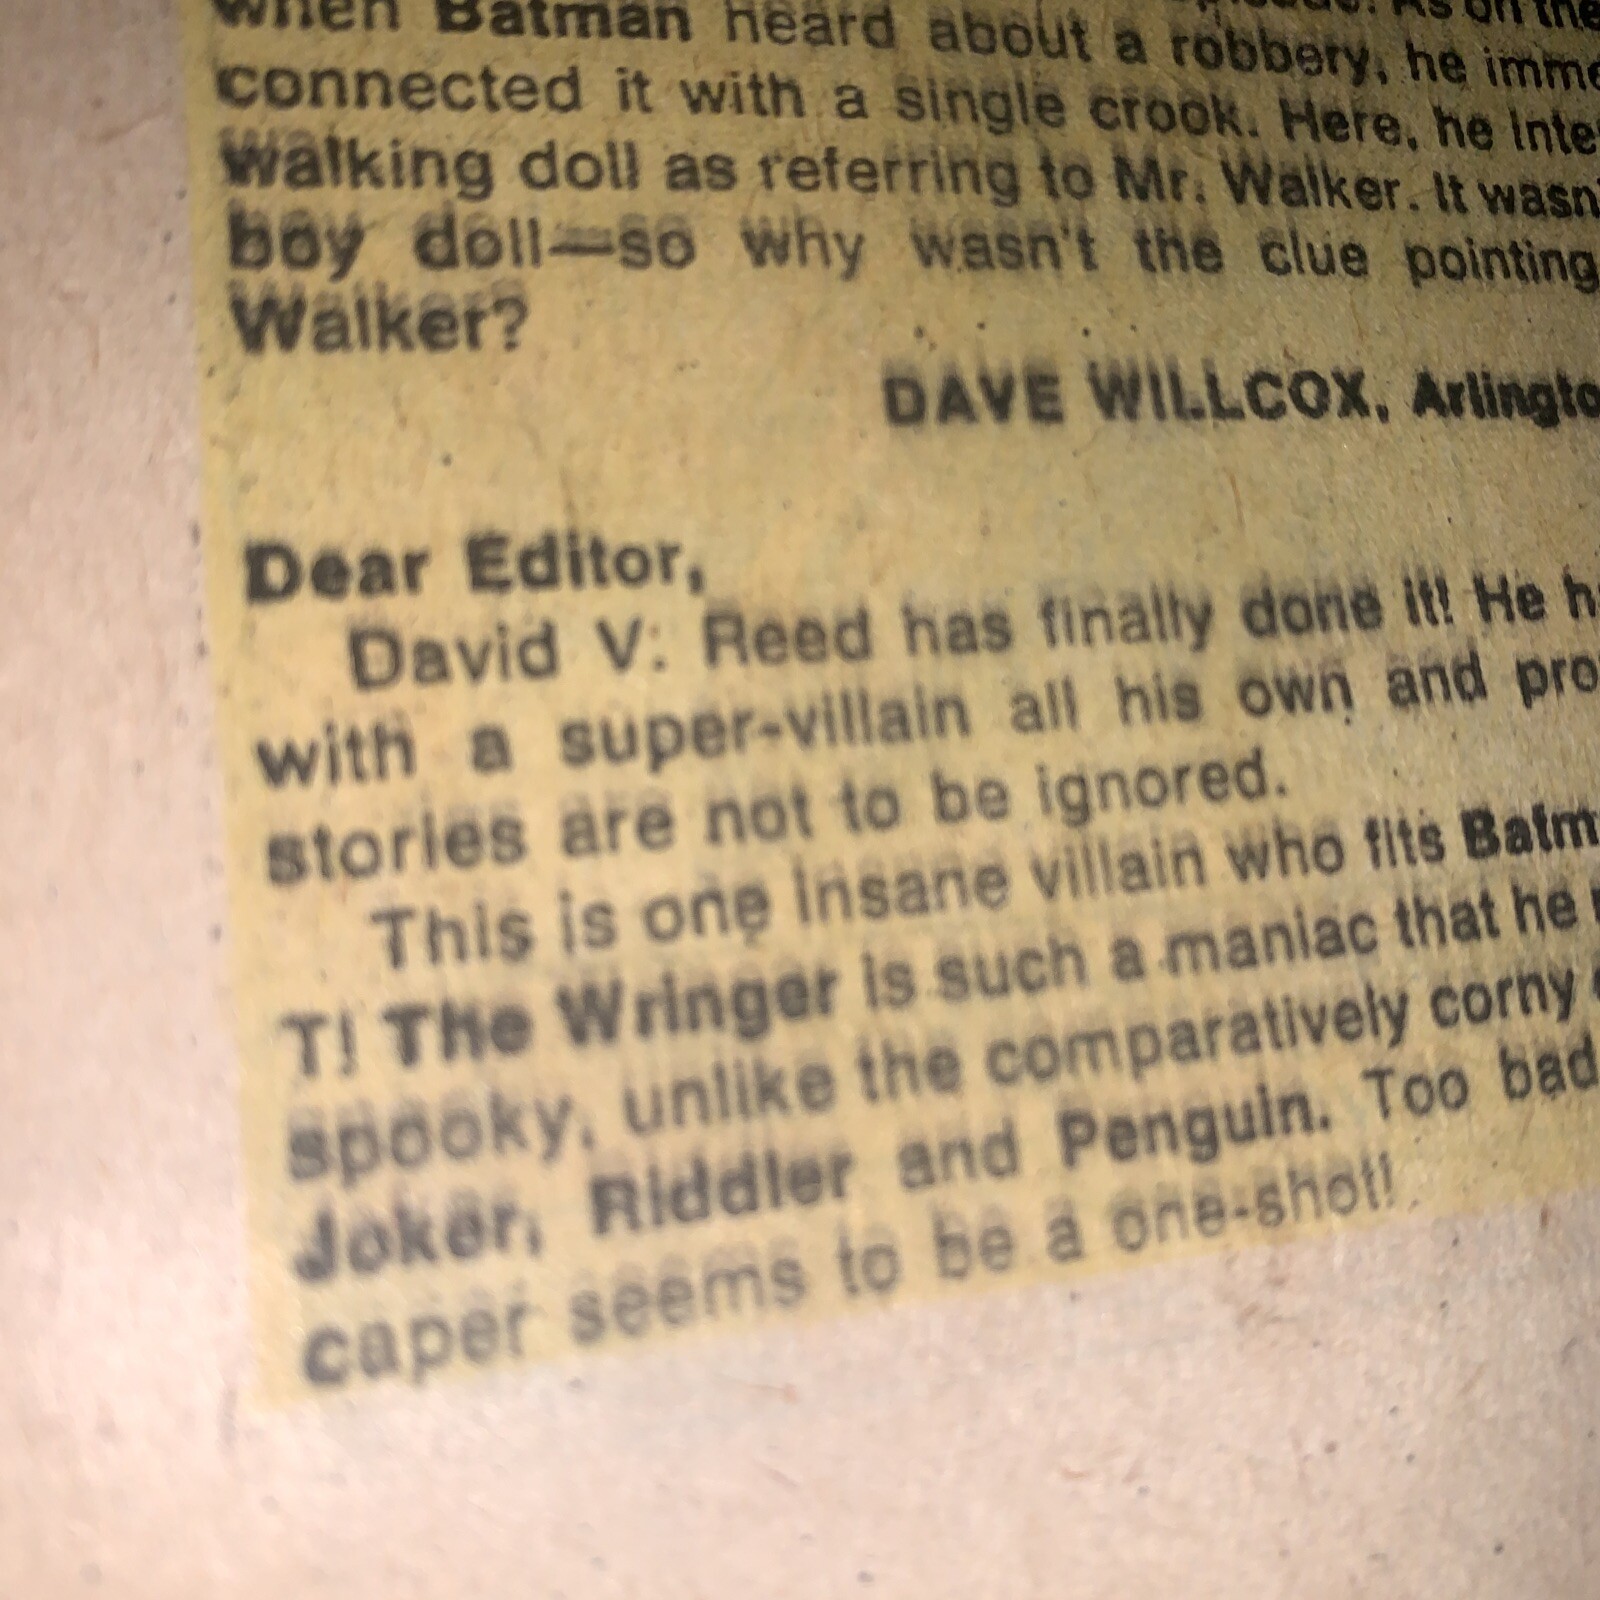 when Batman heard about a robbery, he imme
connected it with a single crook. Here, he inte
walking doll as referring to Mr. Walker. It wasn'
boy doll—so why wasn't the clue pointing
Walker?
DAVE WILLCOX, Arlingto
Dear Editor,
David V. Reed has finally done it! He h
with a super-villain all his own and pro
stories are not to be ignored.
This is one insane villain who fits Batm
T! The Wringer is such a maniac that he
spooky, unlike the comparatively corny
Joker, Riddler and Penguin. Too bad
caper seems to be a one-shot!